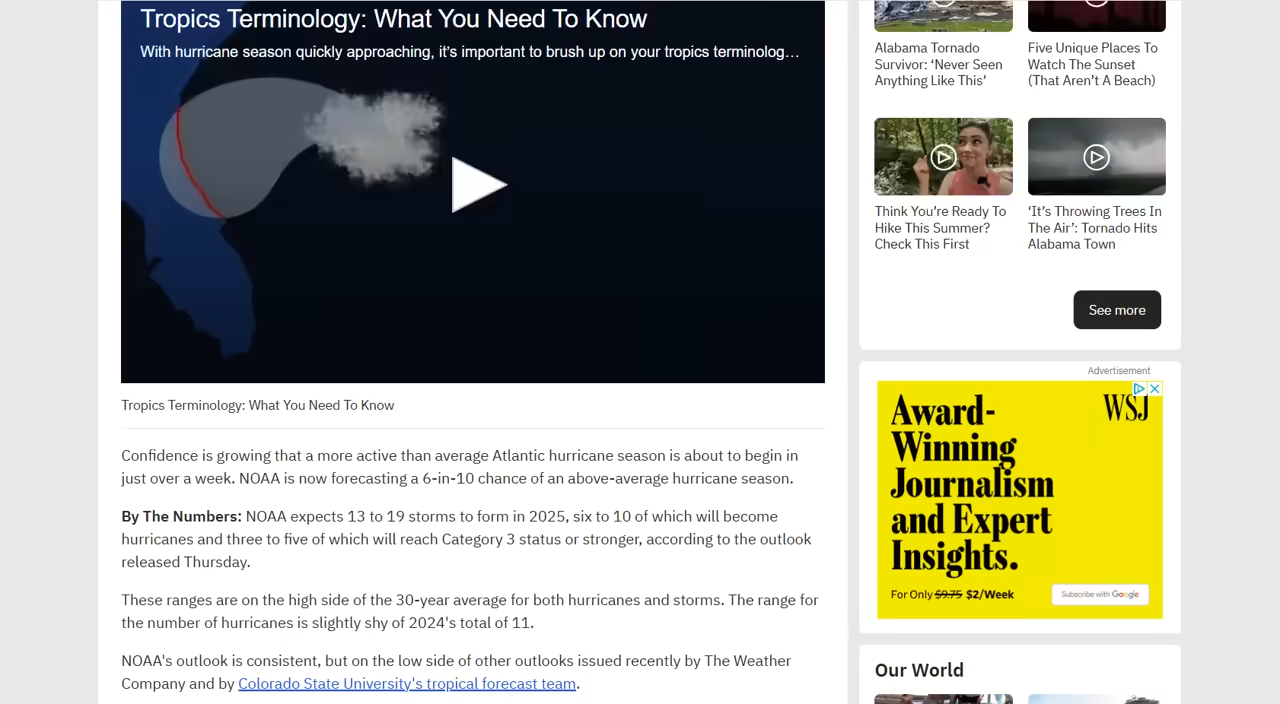 Tropics Terminology: What You Need To Know
With hurricane season quickly approaching, it's important to brush up on your tropics terminolog…
Tropics Terminology: What You Need To Know
Confidence is growing that a more active than average Atlantic hurricane season is about to begin in
just over a week. NOAA is now forecasting a 6-in-10 chance of an above-average hurricane season.
By The Numbers: NOAA expects 13 to 19 storms to form in 2025, six to 10 of which will become
hurricanes and three to five of which will reach Category 3 status or stronger, according to the outlook
released Thursday.
These ranges are on the high side of the 30-year average for both hurricanes and storms. The range for
the number of hurricanes is slightly shy of 2024's total of 11.
NOAA's outlook is consistent, but on the low side of other outlooks issued recently by The Weather
Company and by Colorado State University's tropical forecast team.
Alabama Tornado
Survivor: ‘Never Seen
Anything Like This’
Five Unique Places To
Watch The Sunset
(That Aren’t A Beach)
Think You’re Ready To
Hike This Summer?
Check This First
‘It’s Throwing Trees In
The Air’: Tornado Hits
Alabama Town
See more
Advertisement
WSJ
Award-
Winning
Journalism
and Expert
Insights.
For Only $9.75 $2/Week
Subscribe with Google
Our World